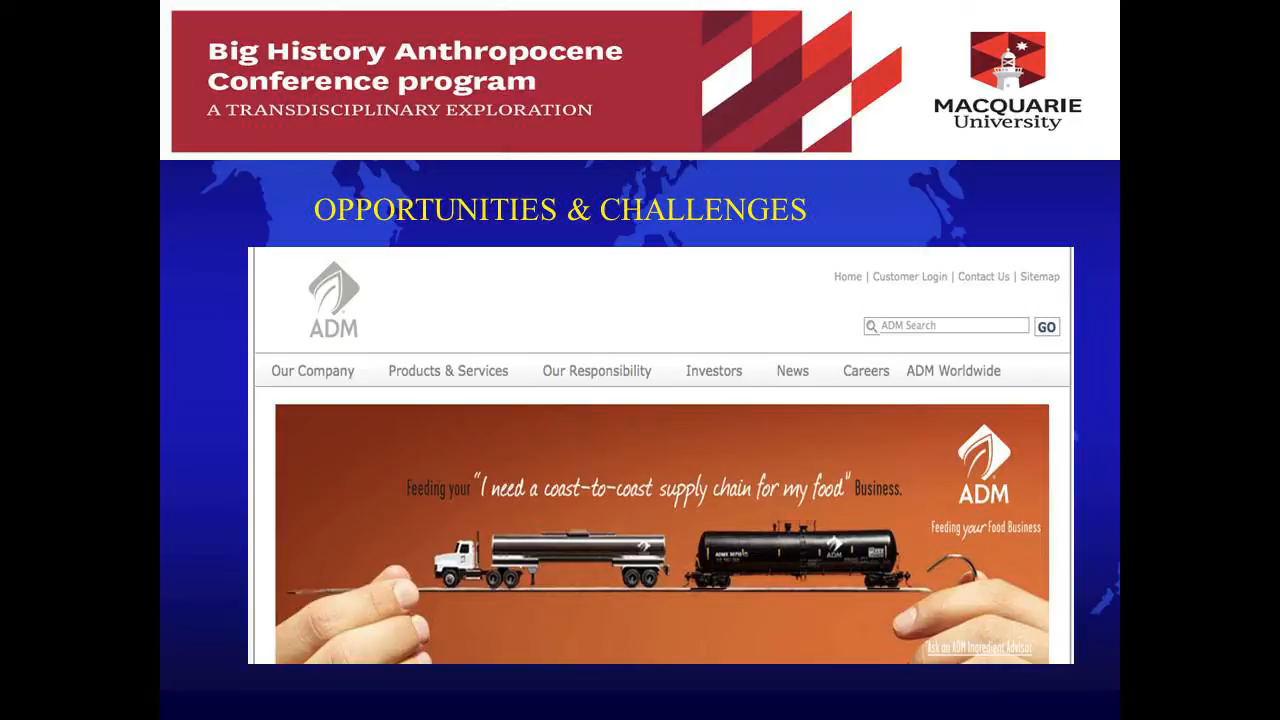 Big History Anthropocene
Conference program
A TRANSDISCIPLINARY EXPLORATION
MACQUARIE
University
OPPORTUNITIES & CHALLENGES
ADM
Home | Customer Login | Contact Us | Sitemap
ADM Search GO
Our Company Products & Services Our Responsibility Investors News Careers ADM Worldwide
Feeding your "I need a coast-to-coast supply chain for my food" Business.
ADM
Feeding your Food Business
ADM
Ask an ADM Ingredient Advisor